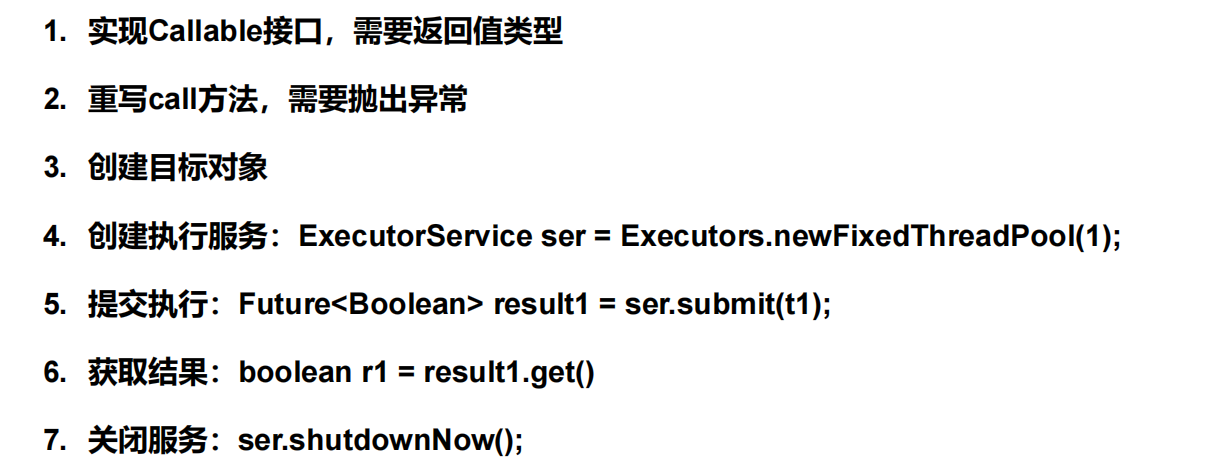 1. 实现Callable接口，需要返回值类型
2. 重写call方法，需要抛出异常
3. 创建目标对象
4. 创建执行服务：ExecutorService ser = Executors.newFixedThreadPool(1);
5. 提交执行：Future<Boolean> result1 = ser.submit(t1);
6. 获取结果：boolean r1 = result1.get()
7. 关闭服务：ser.shutdownNow();